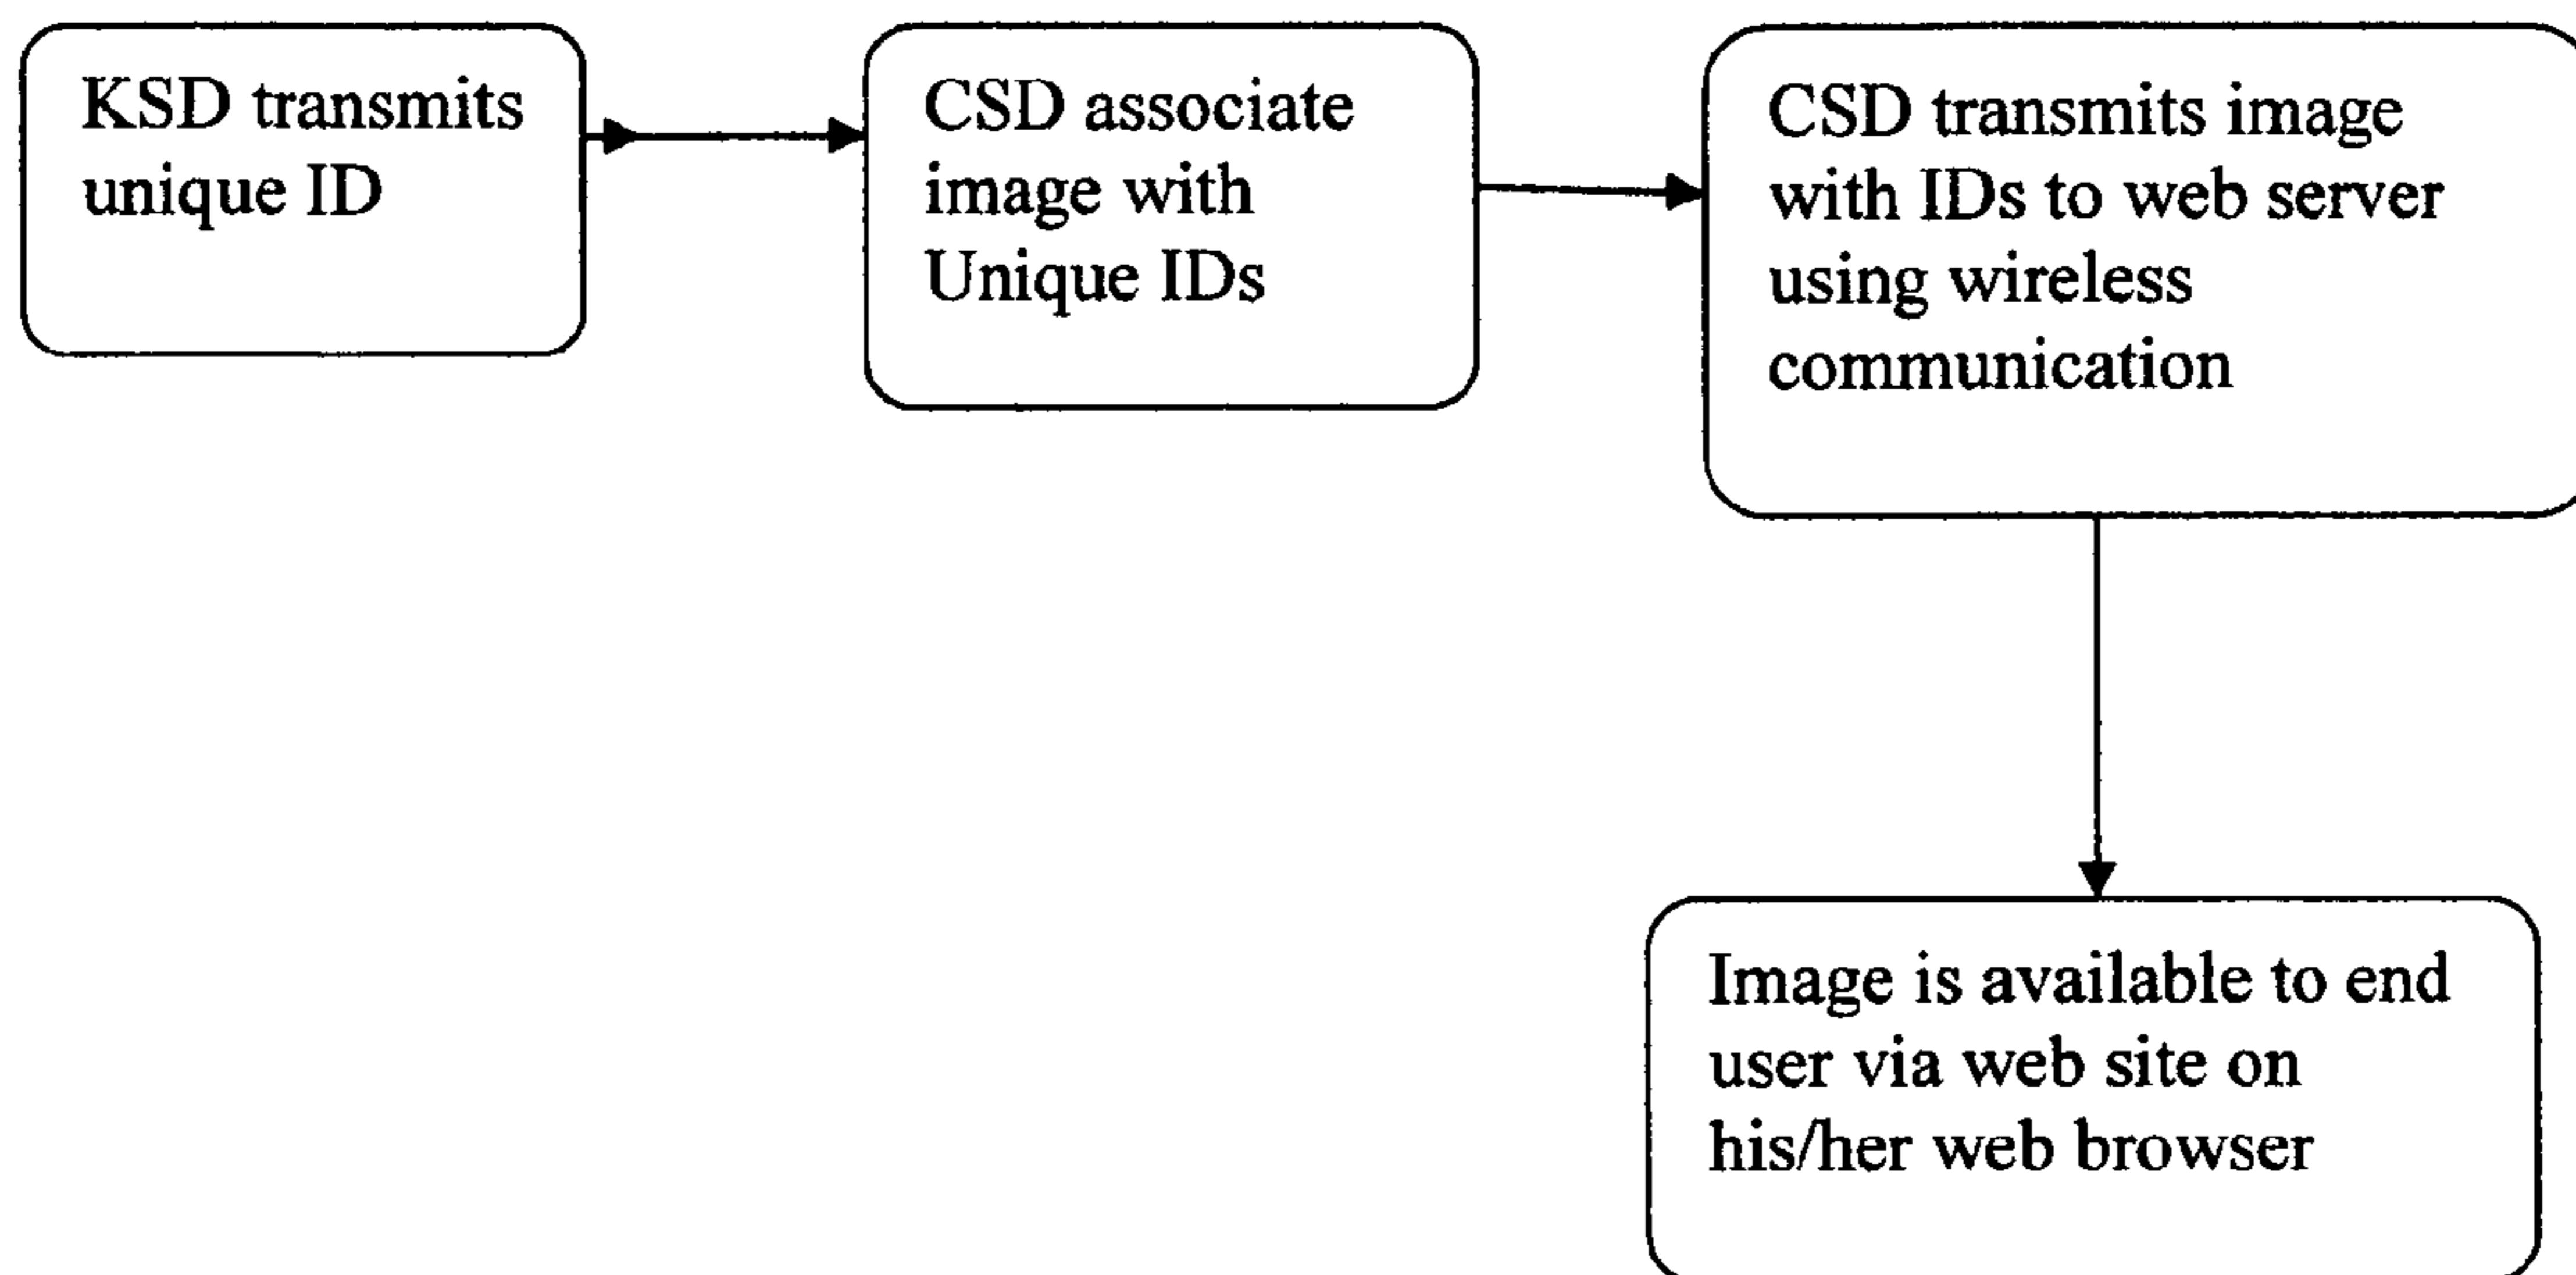 KSD transmits
unique ID
CSD associate
image with
Unique IDs
CSD transmits image
with IDs to web server
using wireless
communication
Image is available to end
user via web site on
his/her web browser